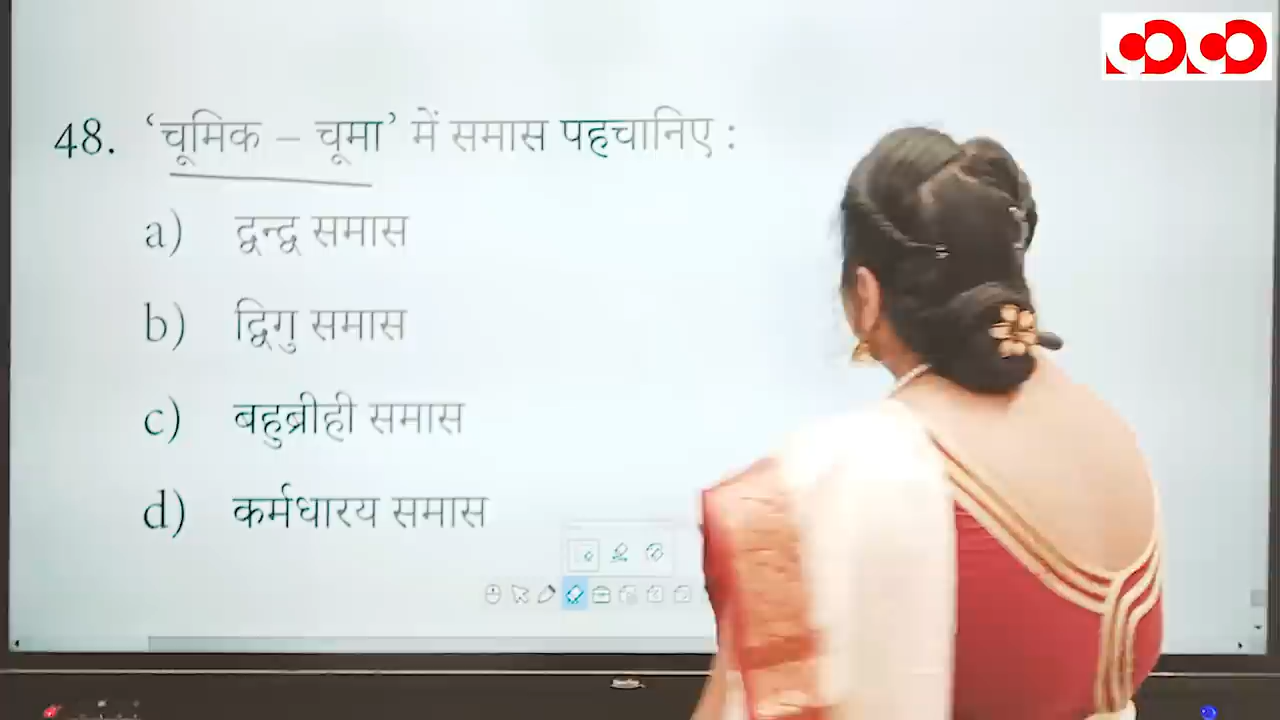 48. ‘चूमिक – चूमा’ में समास पहचानिए :
a) द्वन्द्व समास
b) द्विगु समास
c) बहुब्रीही समास
d) कर्मधारय समास